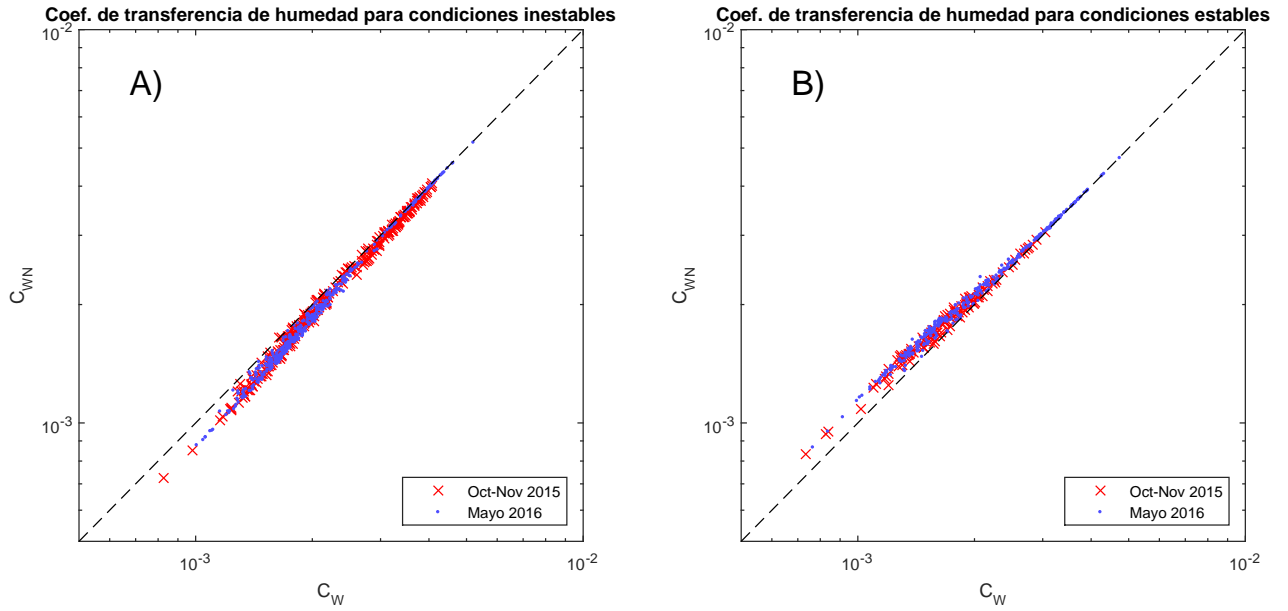 Coef. de transferencia de humedad para condiciones inestables
A)
10^-2
C_WN
10^-3
Oct-Nov 2015
Mayo 2016
10^-3
10^-2
C_W
Coef. de transferencia de humedad para condiciones estables
B)
10^-2
C_WN
10^-3
Oct-Nov 2015
Mayo 2016
10^-3
10^-2
C_W